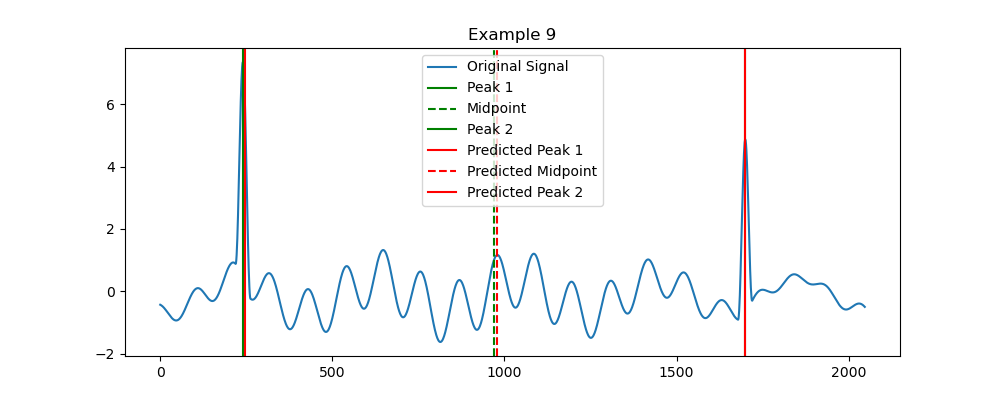 Example 9
Original Signal
Peak 1
Midpoint
Peak 2
Predicted Peak 1
Predicted Midpoint
Predicted Peak 2
6
4
2
0
−2
0 500 1000 1500 2000